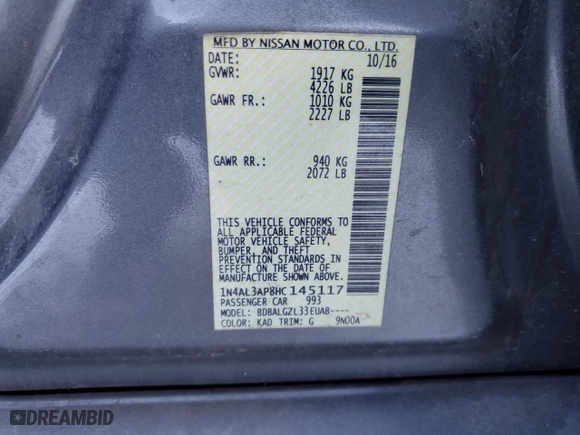 MFD BY NISSAN MOTOR CO., LTD.
DATE: 10/16
GVWR: 1917 KG
4226 LB
GAWR FR.: 1010 KG
2227 LB
GAWR RR.: 940 KG
2072 LB
THIS VEHICLE CONFORMS TO
ALL APPLICABLE FEDERAL
MOTOR VEHICLE SAFETY,
BUMPER, AND THEFT
PREVENTION STANDARDS IN
EFFECT ON THE DATE OF
MANUFACTURE SHOWN ABOVE.
1N4AL3AP8HC145117
PASSENGER CAR 993
MODEL: BDBALGZL33EUAB----
COLOR: KAD TRIM: G 9N00A
DREAMBID